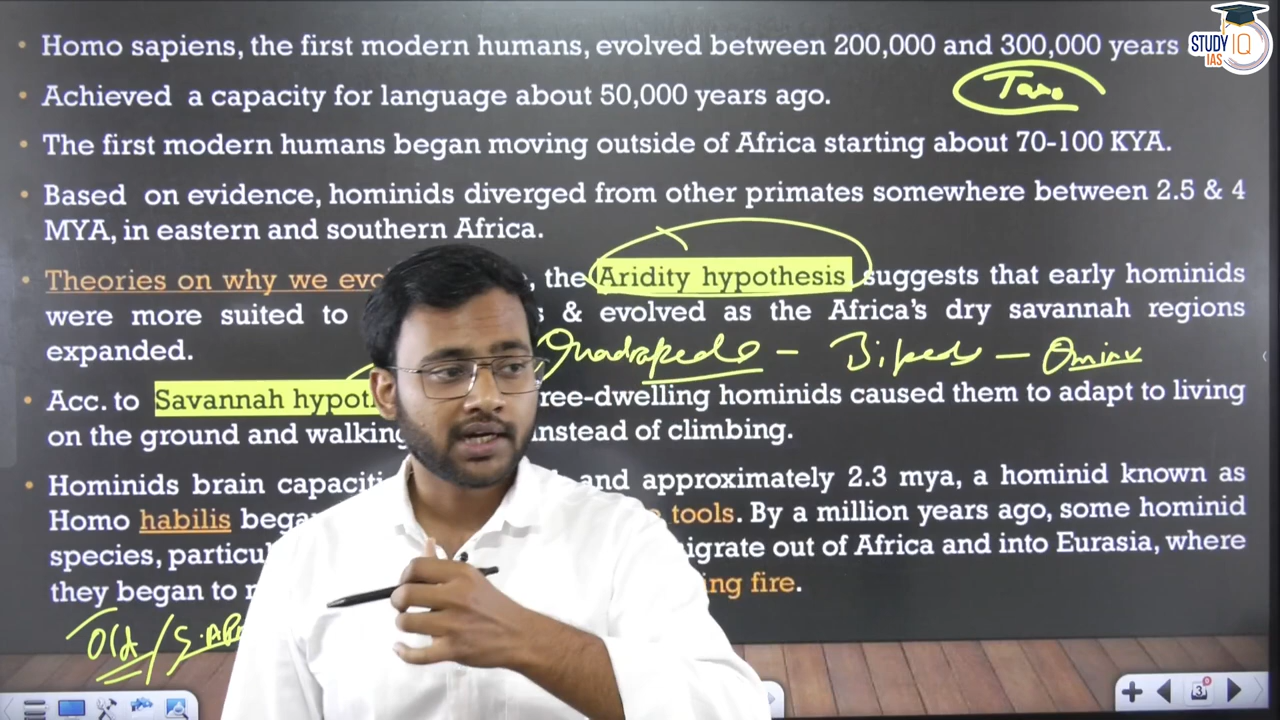 Homo sapiens, the first modern humans, evolved between 200,000 and 300,000 years
STUDY IQ
IAS
Achieved a capacity for language about 50,000 years ago.
The first modern humans began moving outside of Africa starting about 70-100 KYA.
Based on evidence, hominids diverged from other primates somewhere between 2.5 & 4
MYA, in eastern and southern Africa.
Theories on why we evo , the Aridity hypothesis suggests that early hominids
were more suited to & evolved as the Africa's dry savannah regions
expanded.
Quadrapeds – Bipeds –
Acc. to Savannah hypot ree-dwelling hominids caused them to adapt to living
on the ground and walking instead of climbing.
Hominids brain capaciti and approximately 2.3 mya, a hominid known as
Homo habilis bega tools. By a million years ago, some hominid
species, particul igrate out of Africa and into Eurasia, where
they began to ing fire.
3